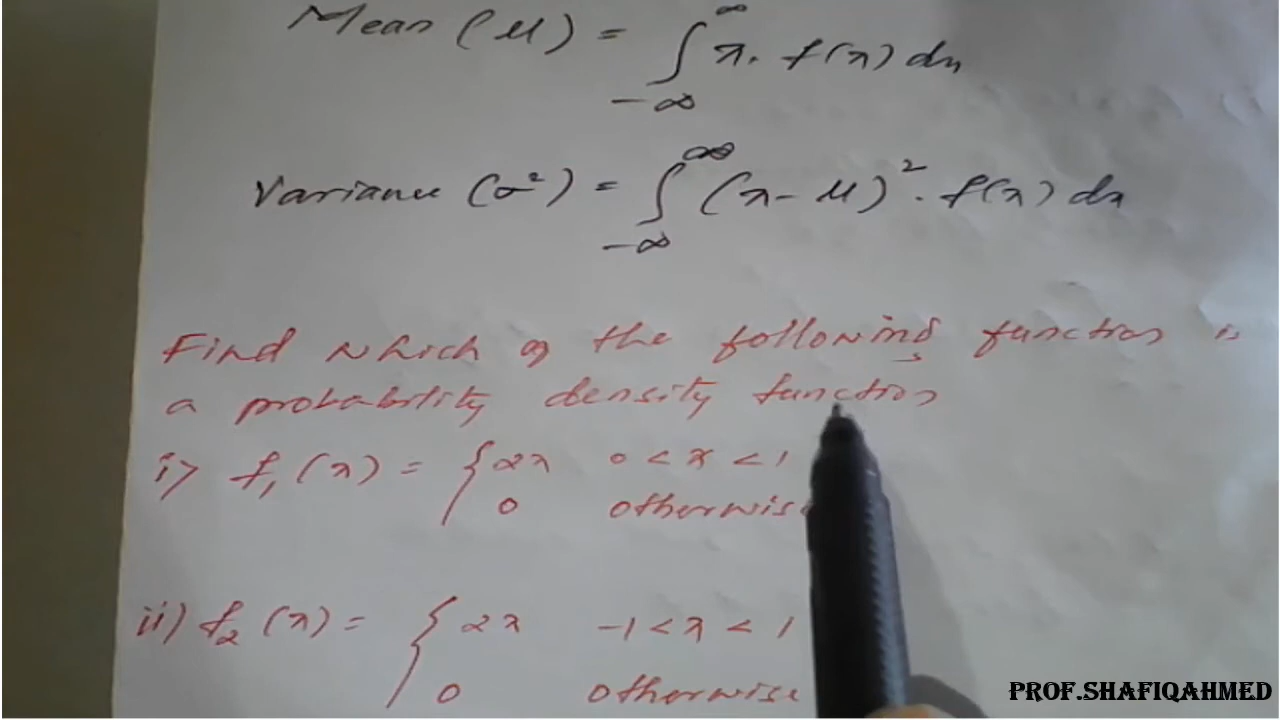 Mean (μ) = ∫_{-∞}^{∞} x. f(x) dx
Variance (σ²) = ∫_{-∞}^{∞} (x-μ)². f(x) dx
Find which of the following function is
a probability density function
i) f₁(x) = { 2x 0 < x < 1
0 otherwise
ii) f₂(x) = { 2x -1 < x < 1
0 otherwise
PROF.SHAFIQAHMED